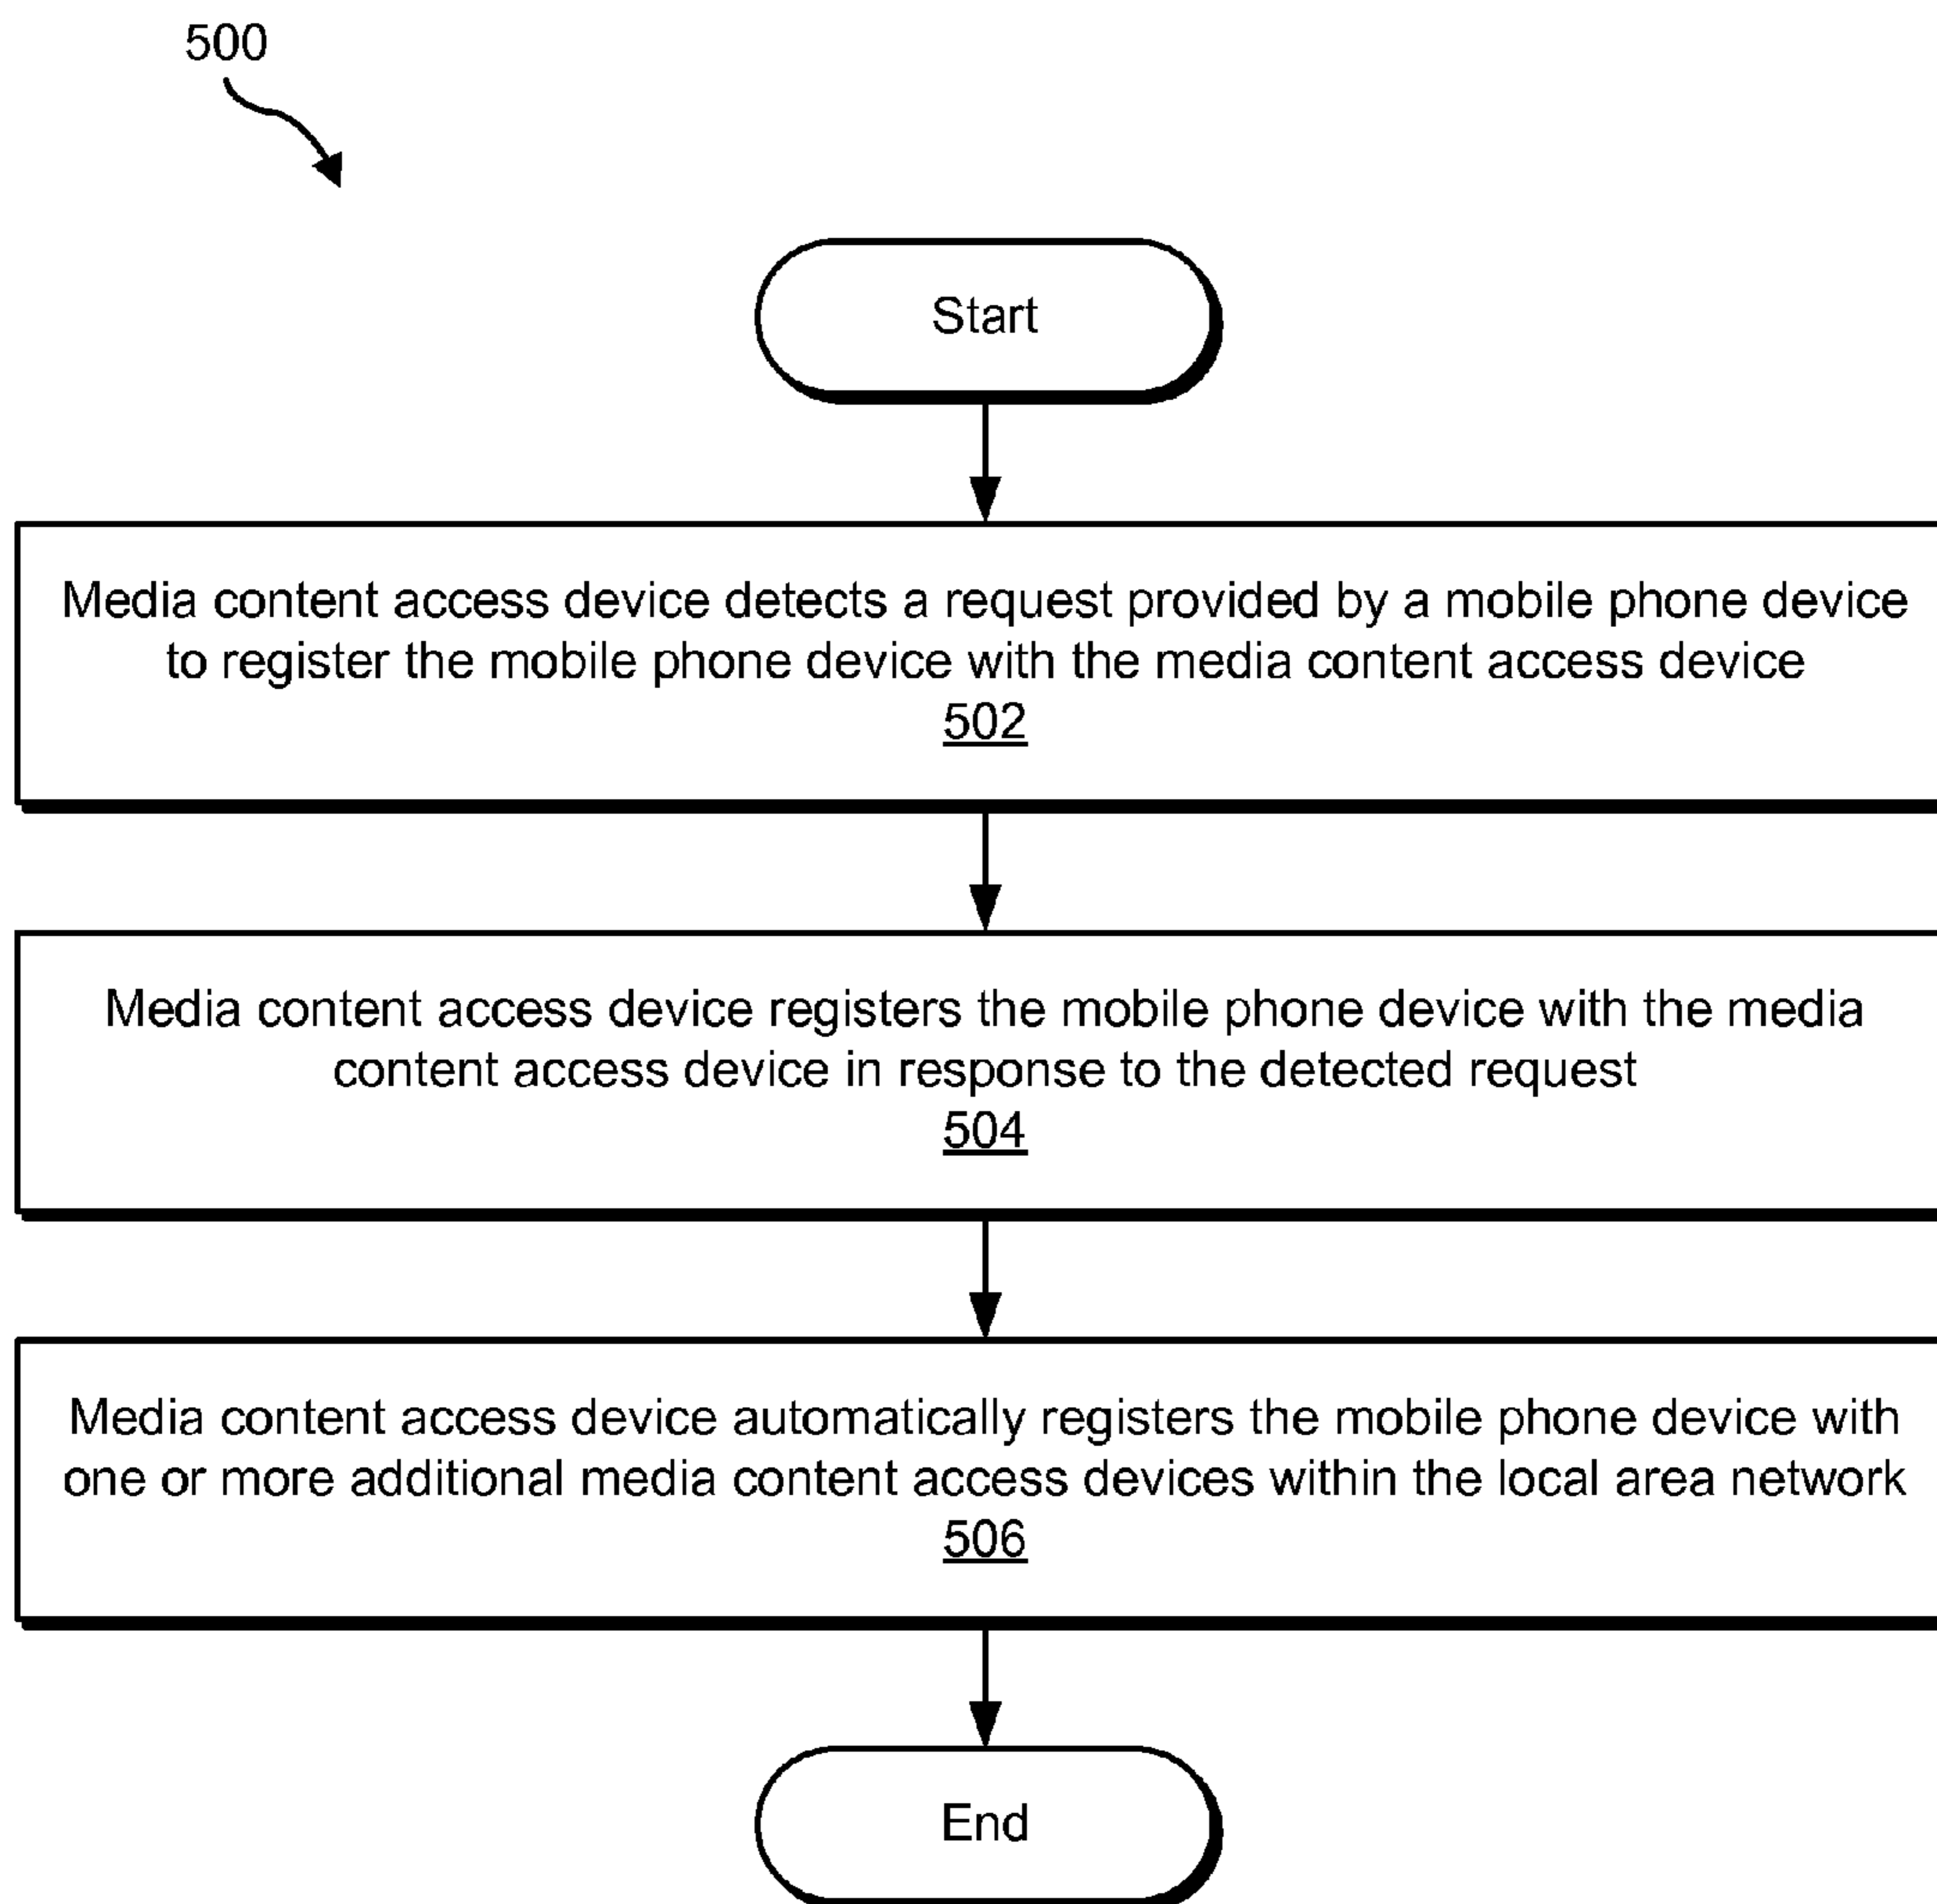 500
Start
Media content access device detects a request provided by a mobile phone device
to register the mobile phone device with the media content access device
502
Media content access device registers the mobile phone device with the media
content access device in response to the detected request
504
Media content access device automatically registers the mobile phone device with
one or more additional media content access devices within the local area network
506
End